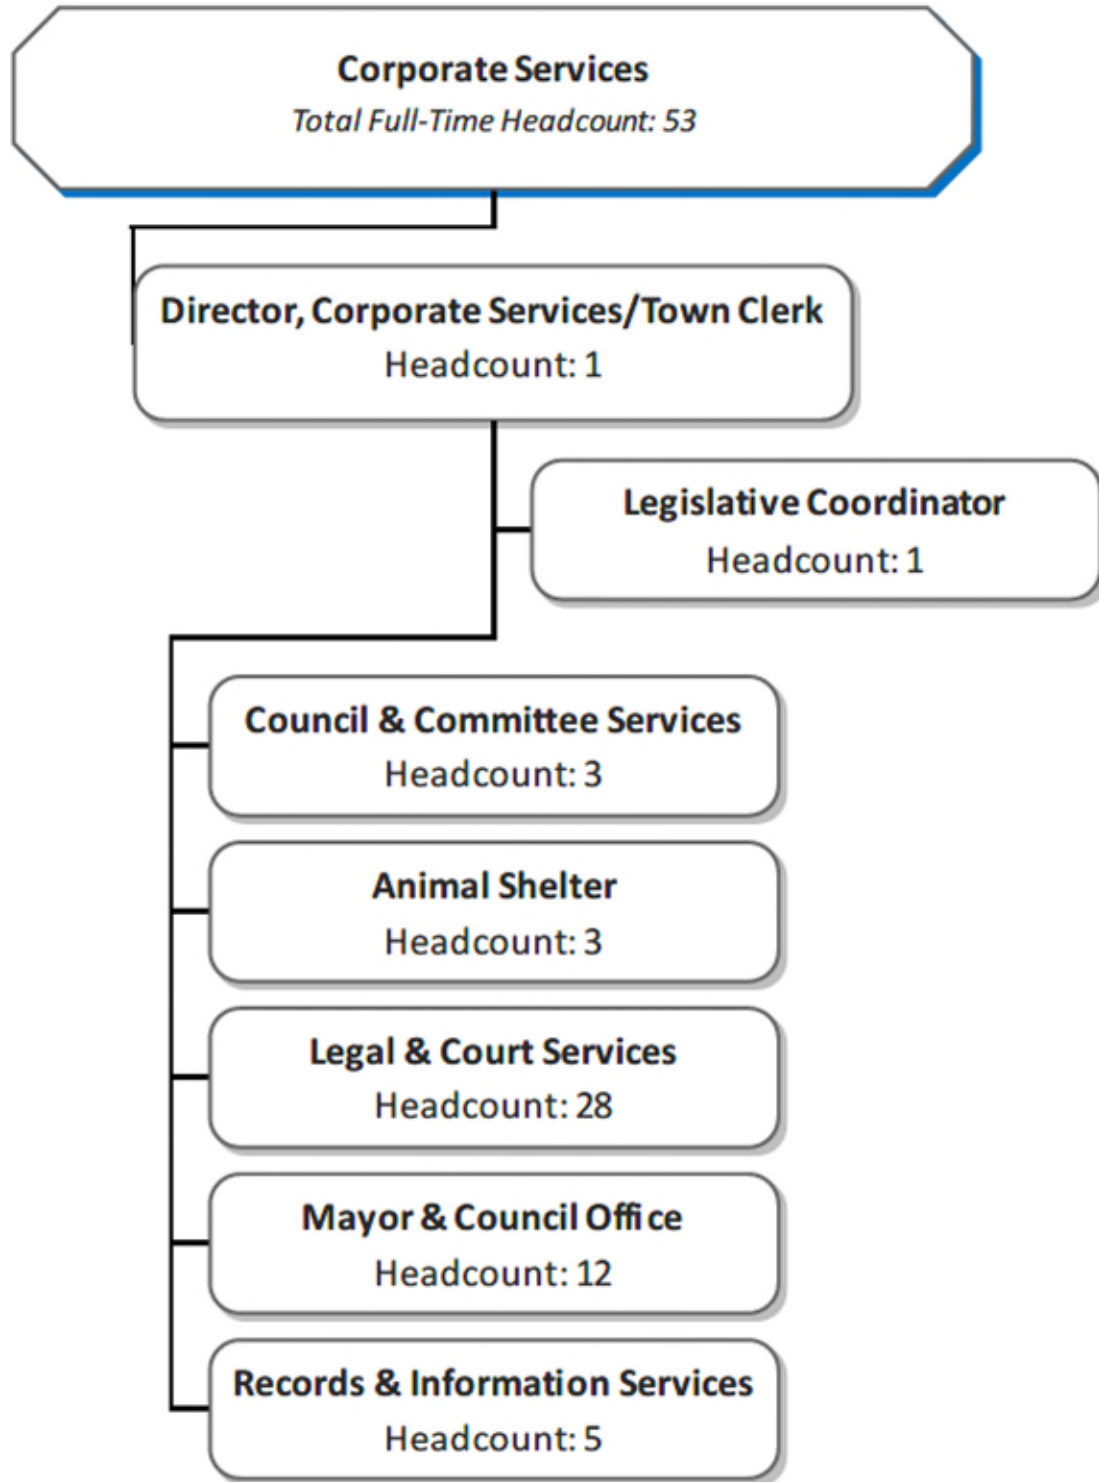 Corporate Services
Total Full-Time Headcount: 53
Director, Corporate Services/Town Clerk
Headcount: 1
Legislative Coordinator
Headcount: 1
Council & Committee Services
Headcount: 3
Animal Shelter
Headcount: 3
Legal & Court Services
Headcount: 28
Mayor & Council Office
Headcount: 12
Records & Information Services
Headcount: 5